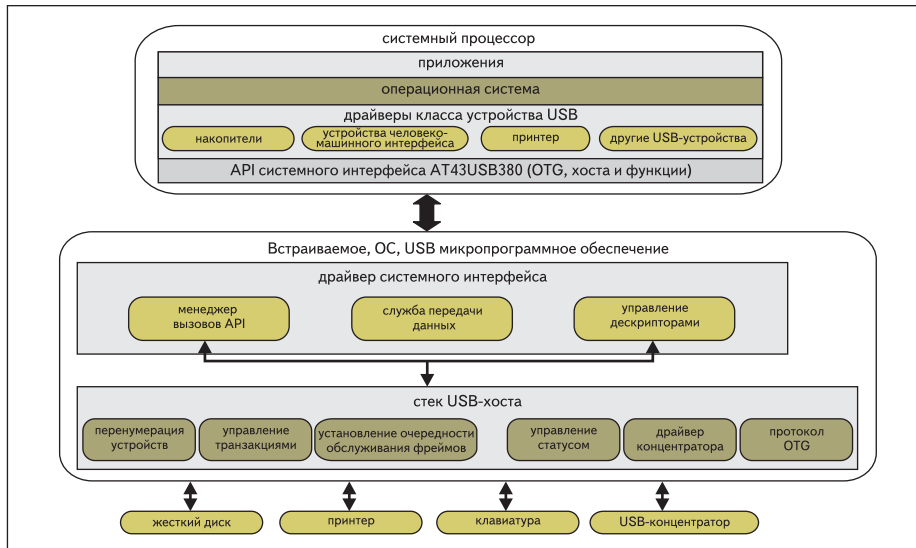 системный процессор
приложения
операционная система
драйверы класса устройства USB
накопители
устройства человеко-
машинного интерфейса
принтер
другие USB-устройства
API системного интерфейса AT43USB380 (OTG, хоста и функции)
Встраиваемое, ОС, USB микропрограммное обеспечение
драйвер системного интерфейса
менеджер
вызовов API
служба передачи
данных
управление
дескрипторами
стек USB-хоста
перенумерация
устройств
управление
транзакциями
установление очередности
обслуживания фреймов
управление
статусом
драйвер
концентратора
протокол
OTG
жесткий диск
принтер
клавиатура
USB-концентратор